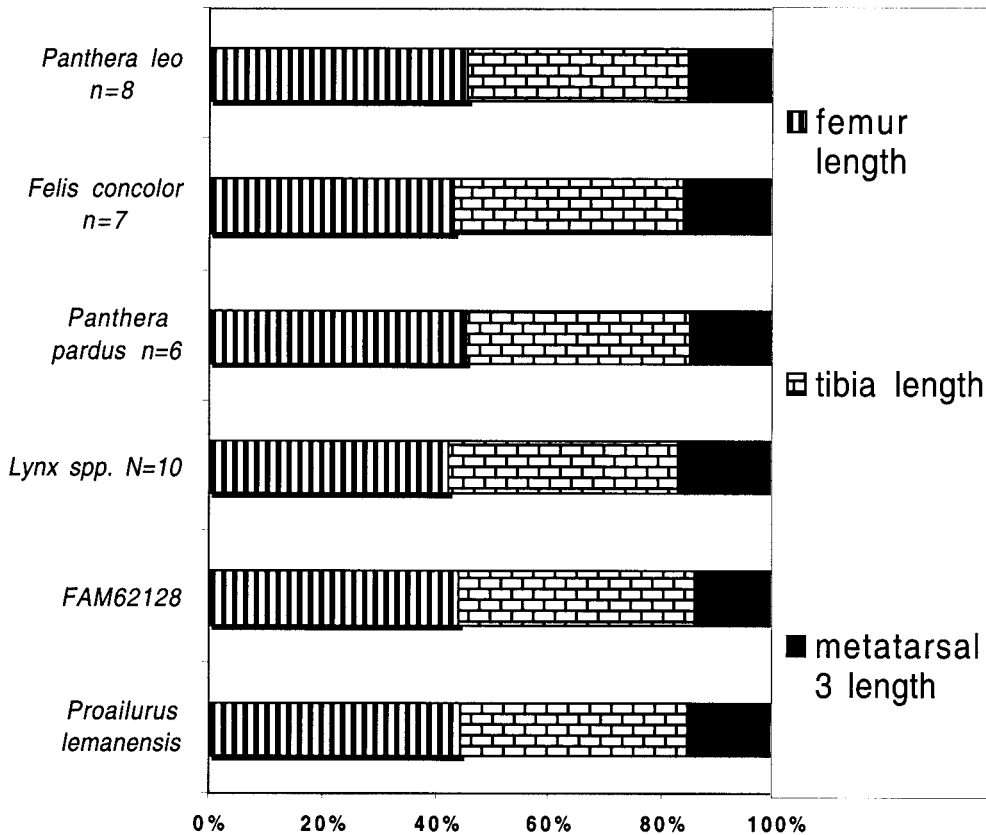 Panthera leo
n=8
Felis concolor
n=7
Panthera
pardus n=6
Lynx spp. N=10
FAM62128
Proailurus
lemanensis
0% 20% 40% 60% 80% 100%
femur
length
tibia length
metatarsal
3 length